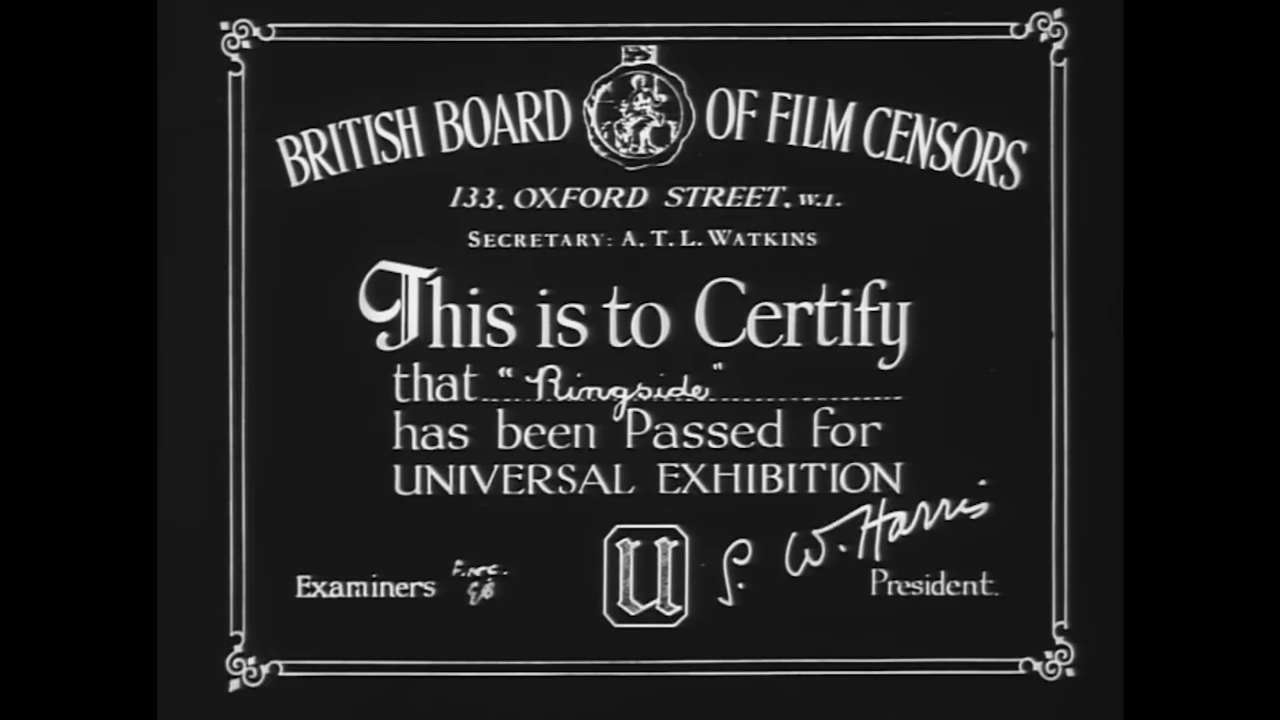 BRITISH BOARD OF FILM CENSORS
133, OXFORD STREET, W.1.
SECRETARY: A. T. L. WATKINS
This is to Certify
that "Ringside"
has been Passed for
UNIVERSAL EXHIBITION
S. W. Harris
Examiners U President.